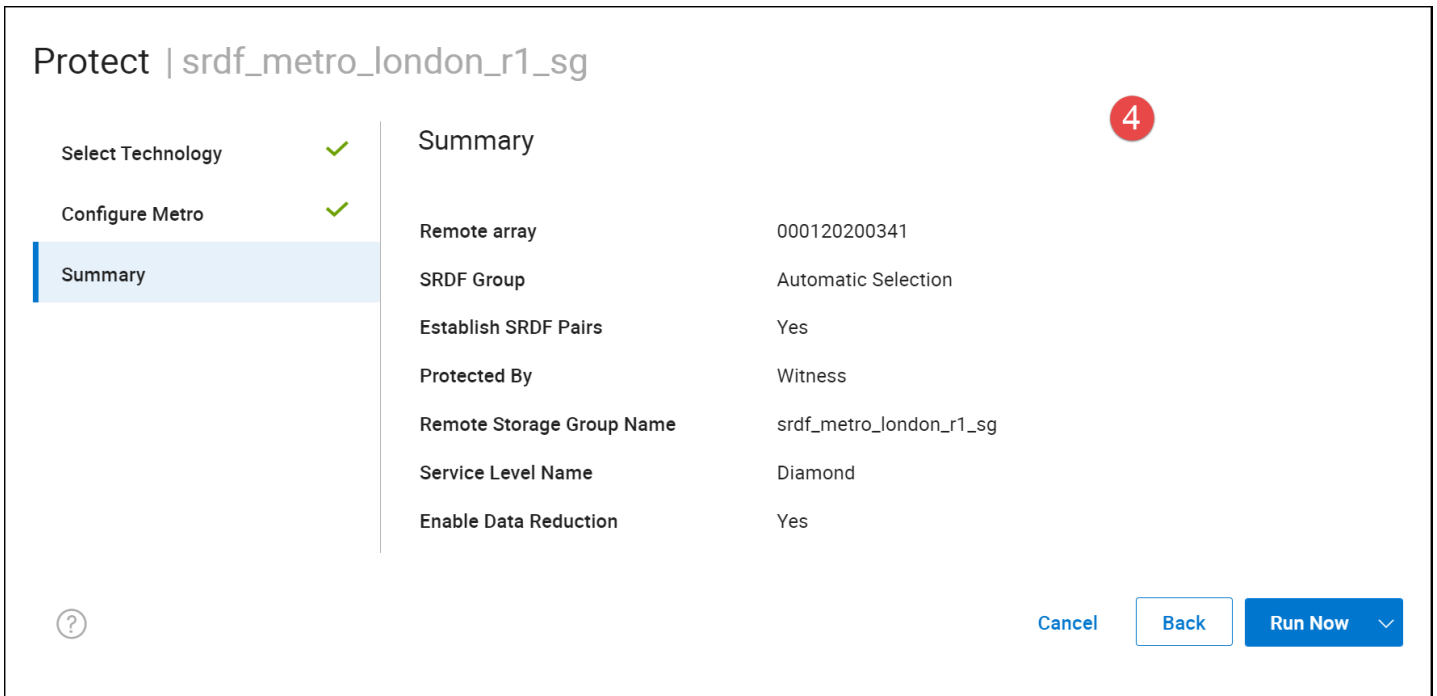 Protect | srdf_metro_london_r1_sg
4
Select Technology
Configure Metro
Summary
Summary
Remote array 000120200341
SRDF Group Automatic Selection
Establish SRDF Pairs Yes
Protected By Witness
Remote Storage Group Name srdf_metro_london_r1_sg
Service Level Name Diamond
Enable Data Reduction Yes
?
Cancel Back Run Now